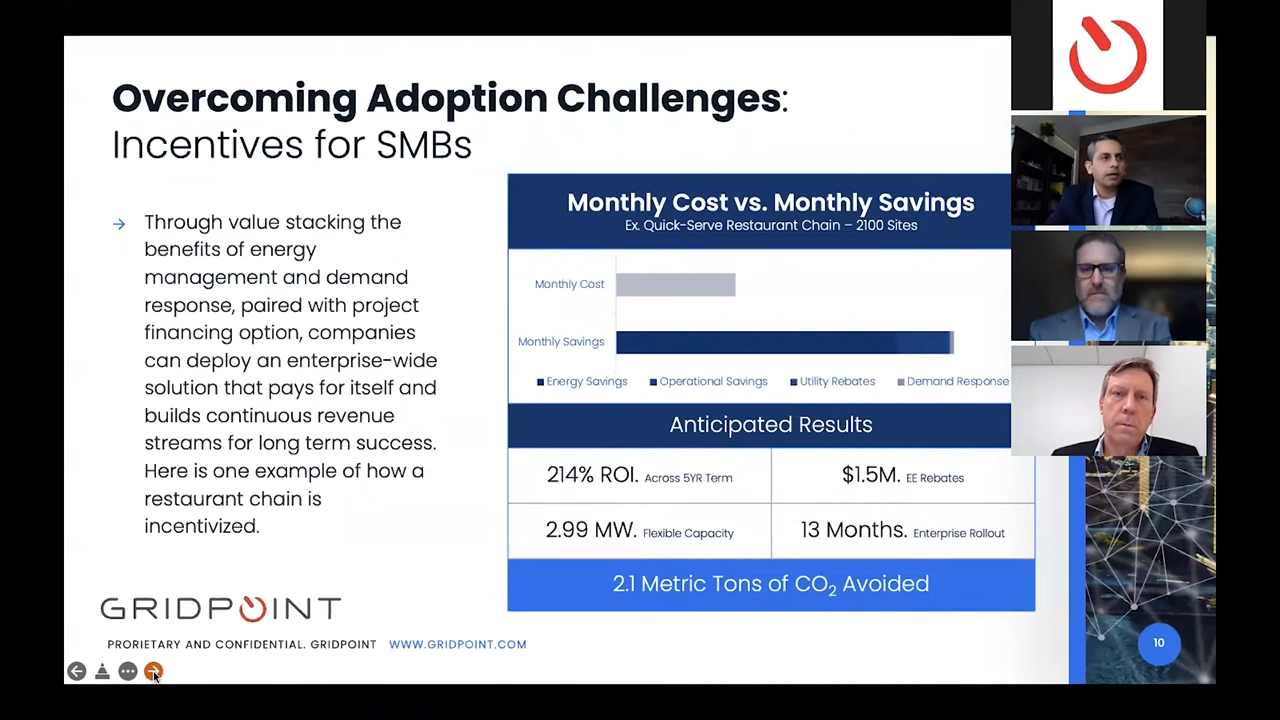 Overcoming Adoption Challenges:
Incentives for SMBs
→ Through value stacking the
benefits of energy
management and demand
response, paired with project
financing option, companies
can deploy an enterprise-wide
solution that pays for itself and
builds continuous revenue
streams for long term success.
Here is one example of how a
restaurant chain is
incentivized.
Monthly Cost vs. Monthly Savings
Ex. Quick-Serve Restaurant Chain – 2100 Sites
Monthly Cost
Monthly Savings
Energy Savings Operational Savings Utility Rebates Demand Response
Anticipated Results
214% ROI. Across 5YR Term
$1.5M. EE Rebates
2.99 MW. Flexible Capacity
13 Months. Enterprise Rollout
2.1 Metric Tons of CO₂ Avoided
GRIDPOINT
PRORIETARY AND CONFIDENTIAL. GRIDPOINT WWW.GRIDPOINT.COM
10